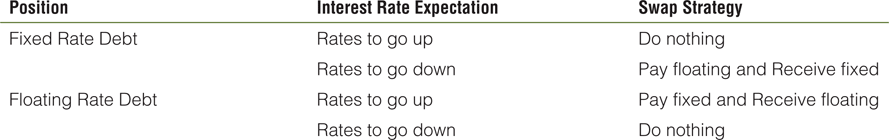 Position Interest Rate Expectation Swap Strategy
Fixed Rate Debt Rates to go up Do nothing
Rates to go down Pay floating and Receive fixed
Floating Rate Debt Rates to go up Pay fixed and Receive floating
Rates to go down Do nothing